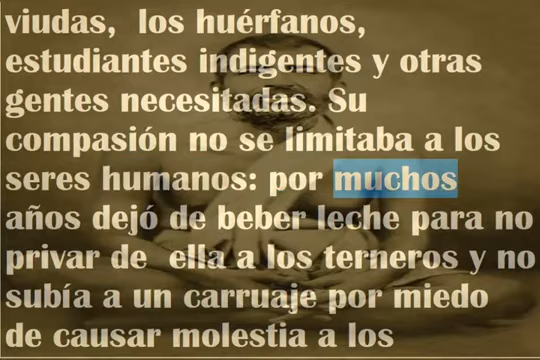 viudas, los huérfanos,
estudiantes indigentes y otras
gentes necesitadas. Su
compasión no se limitaba a los
seres humanos: por muchos
años dejó de beber leche para no
privar de ella a los terneros y no
subía a un carruaje por miedo
de causar molestia a los